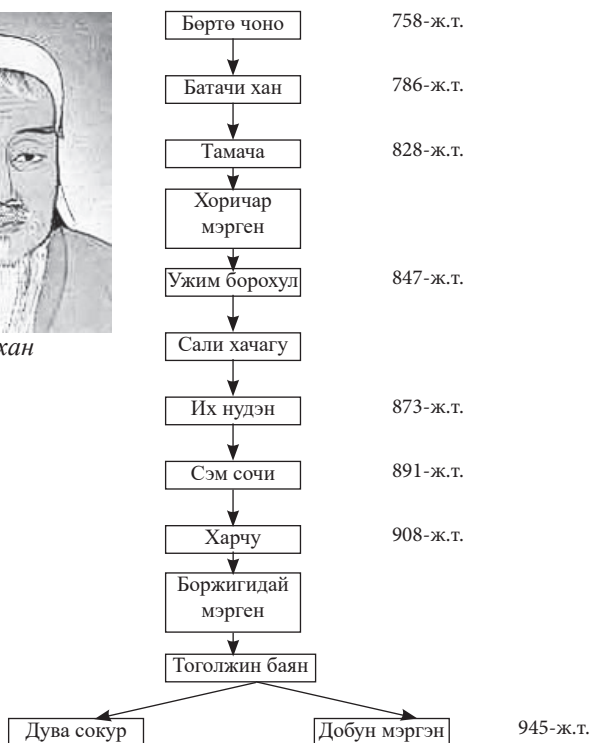 Бөртө чоно 758-ж.т.
Батачи хан 786-ж.т.
Тамача 828-ж.т.
Хоричар
мэрген
Ужим борохул 847-ж.т.
Сали хачагу
хан
Их нудэн 873-ж.т.
Сэм сочи 891-ж.т.
Харчу 908-ж.т.
Боржигидай
мэрген
Тоголжин баян
Дува сокур Добун мэргэн 945-ж.т.